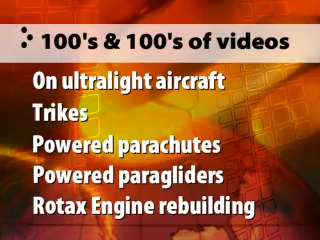 100's & 100's of videos
On ultralight aircraft
Trikes
Powered parachutes
Powered paragliders
Rotax Engine rebuilding